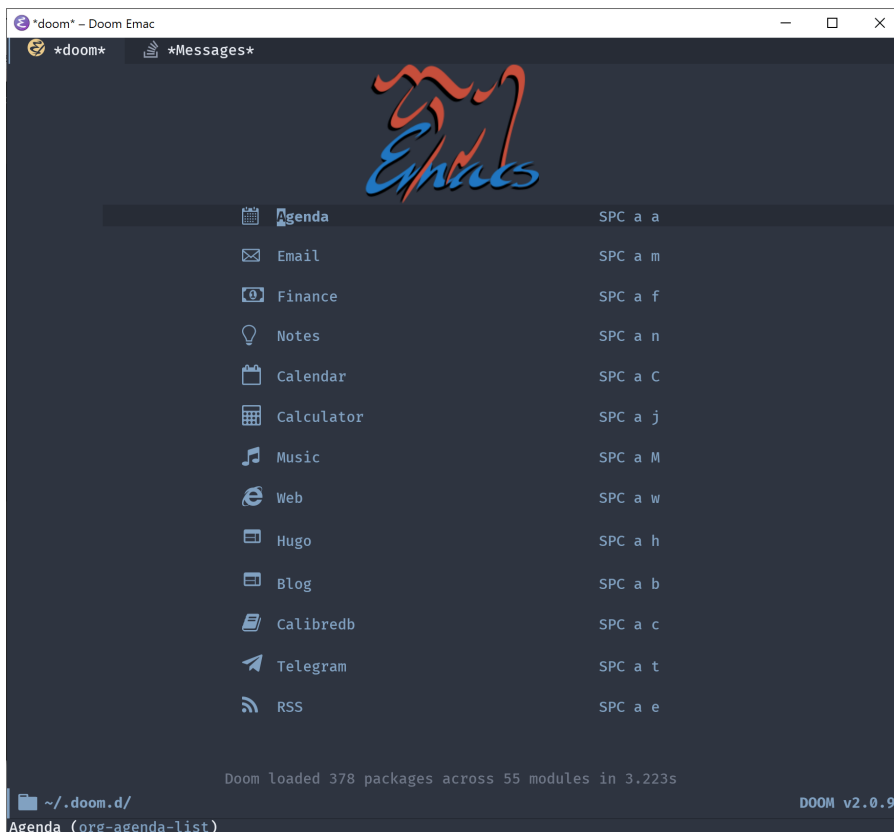 *doom* – Doom Emac
*doom* *Messages*
Emacs
Agenda SPC a a
Email SPC a m
Finance SPC a f
Notes SPC a n
Calendar SPC a C
Calculator SPC a j
Music SPC a M
Web SPC a w
Hugo SPC a h
Blog SPC a b
Calibredb SPC a c
Telegram SPC a t
RSS SPC a e
Doom loaded 378 packages across 55 modules in 3.223s
~/.doom.d/ DOOM v2.0.9
Agenda (org-agenda-list)